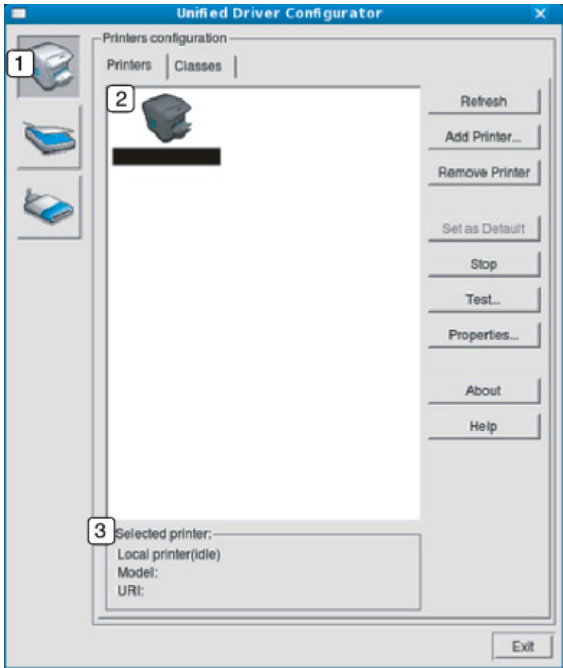 Unified Driver Configurator
1
Printers configuration
Printers
Classes
2
Refresh
Add Printer...
Remove Printer
Set as Default
Stop
Test...
Properties...
About
Help
3
Selected printer:
Local printer(idle)
Model:
URI:
Exit